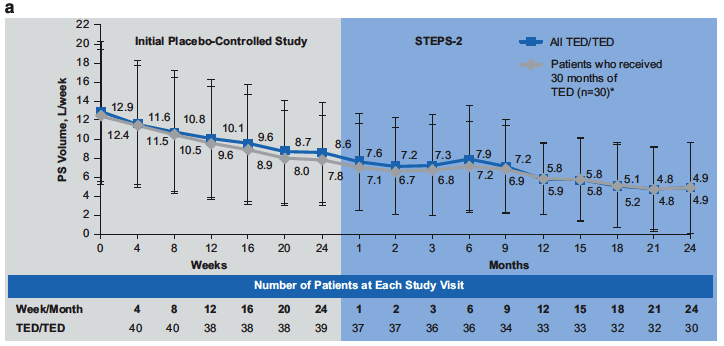 a
Initial Placebo-Controlled Study
STEPS-2
All TED/TED
Patients who received
30 months of
TED (n=30)*
PS Volume, L/week
22
20
18
16
14
12
10
8
6
4
2
0
12.9 11.6 10.8 10.1 9.6 8.7 8.6 7.6 7.2 7.3 7.9 7.2 5.8 5.8 5.1 4.8 4.9
12.4 11.5 10.5 9.6 8.9 8.0 7.8 7.1 6.7 6.8 7.2 6.9 5.9 5.8 5.2 4.8 4.9
0 4 8 12 16 20 24 1 2 3 6 9 12 15 18 21 24
Weeks Months
Number of Patients at Each Study Visit
Week/Month 4 8 12 16 20 24 1 2 3 6 9 12 15 18 21 24
TED/TED 40 40 38 38 38 39 37 37 36 36 34 33 33 32 32 30